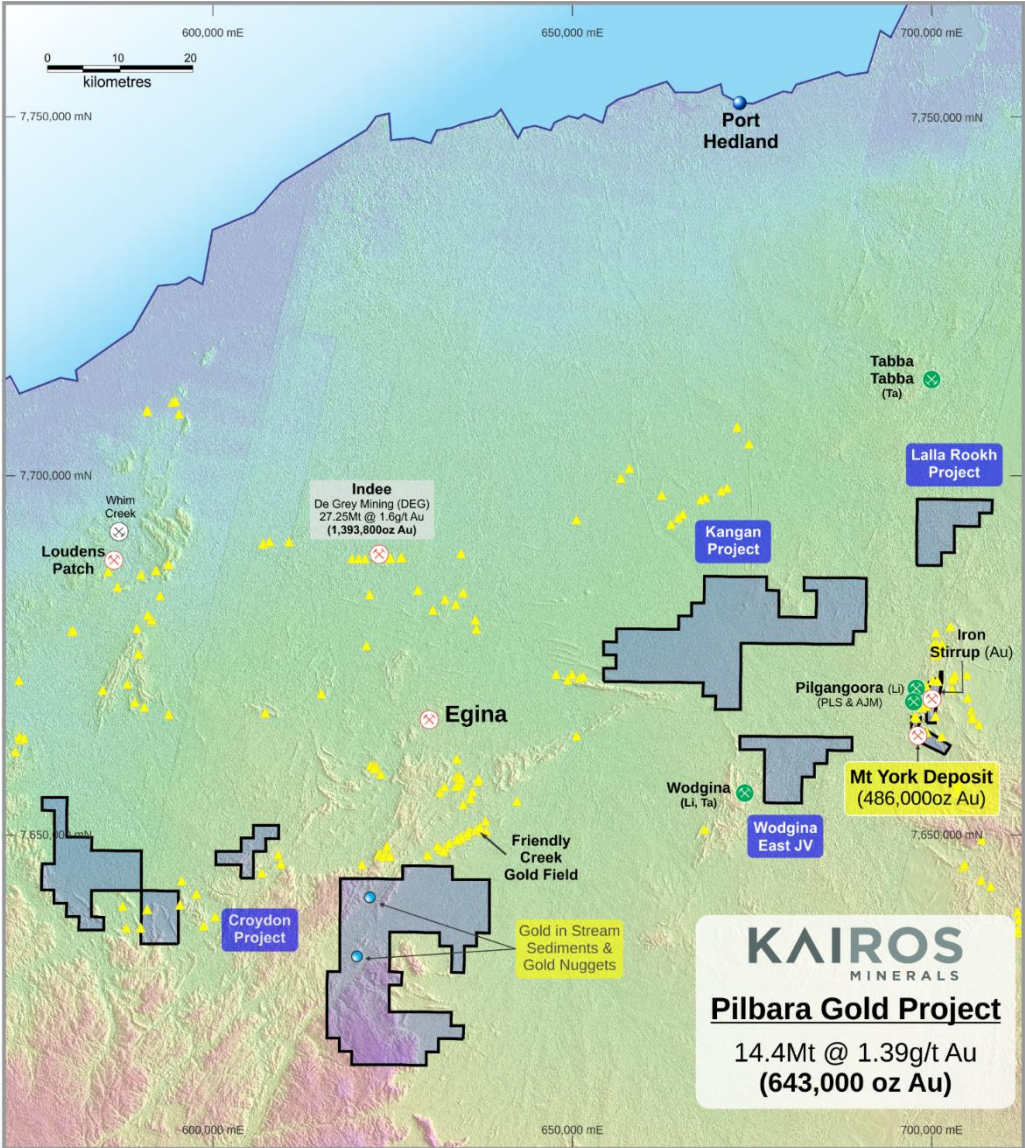 600,000 mE
650,000 mE
700,000 mE
0 10 20
kilometres
7,750,000 mN
7,750,000 mN
Port
Hedland
Tabba
Tabba
(Ta)
7,700,000 mN
7,700,000 mN
Lalla Rookh
Project
Indee
De Grey Mining (DEG)
27.25Mt @ 1.6g/t Au
(1,393,800oz Au)
Whim
Creek
Loudens
Patch
Kangan
Project
Iron
Stirrup (Au)
Pilgangoora (Li)
(PLS & AJM)
Egina
Mt York Deposit
(486,000oz Au)
Wodgina
(Li, Ta)
Wodgina
East JV
7,650,000 mN
7,650,000 mN
Friendly
Creek
Gold Field
Croydon
Project
Gold in Stream
Sediments &
Gold Nuggets
KAIROS
MINERALS
Pilbara Gold Project
14.4Mt @ 1.39g/t Au
(643,000 oz Au)
600,000 mE
650,000 mE
700,000 mE